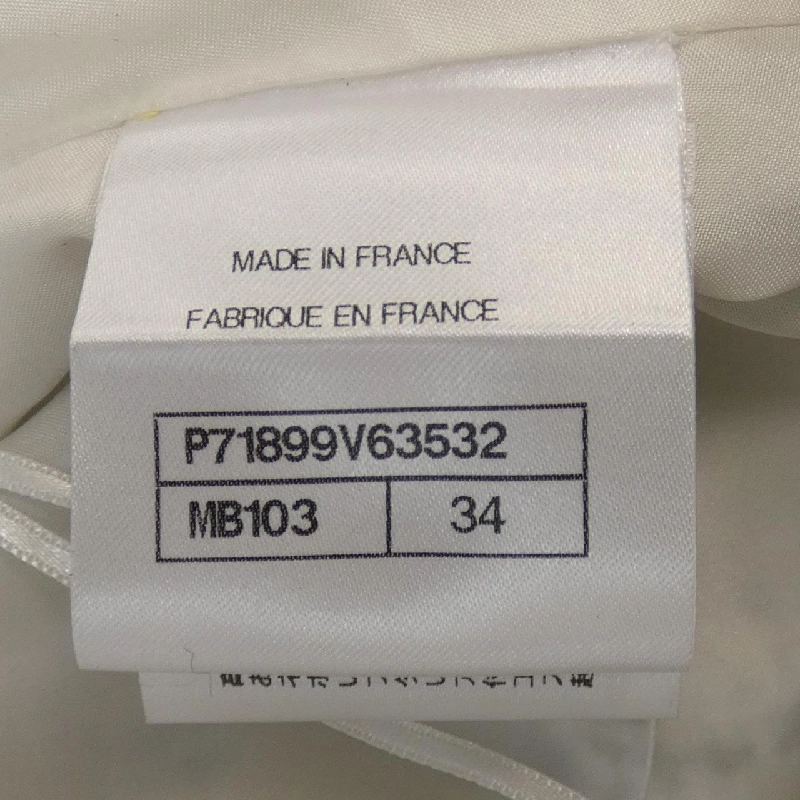 MADE IN FRANCE
FABRIQUE EN FRANCE
P71899V63532
MB103 34